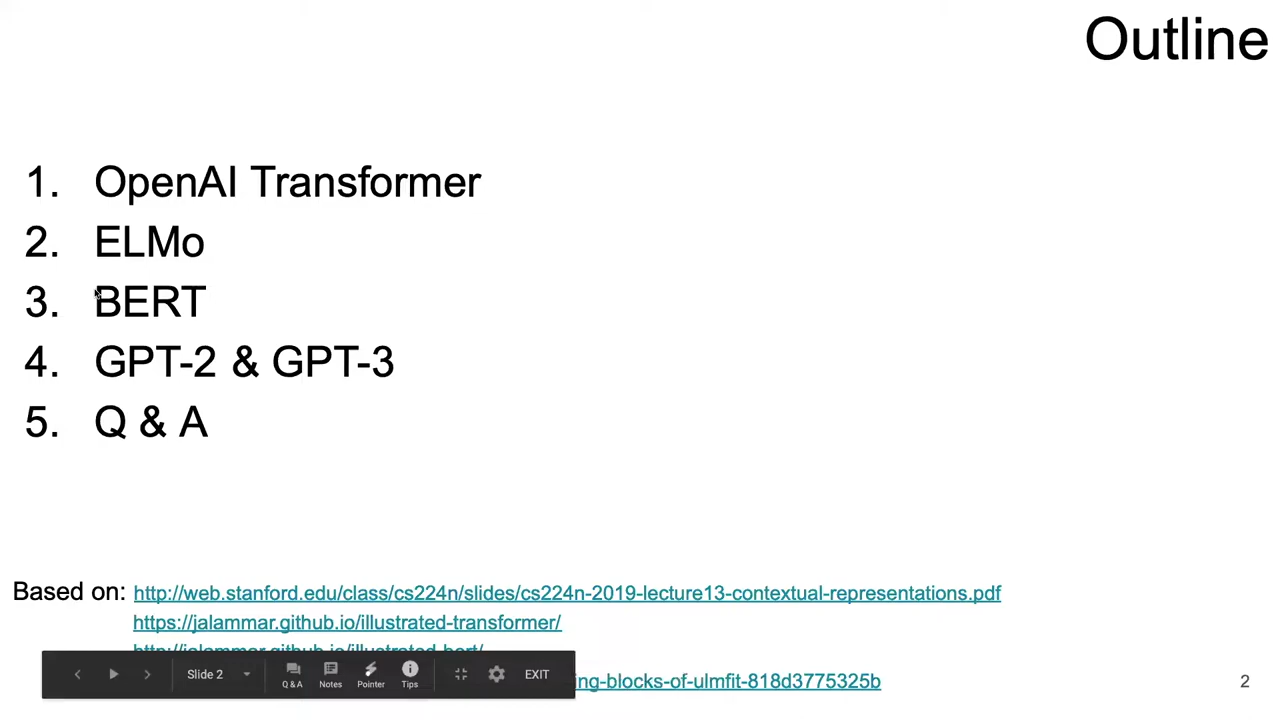 Outline
1. OpenAI Transformer
2. ELMo
3. BERT
4. GPT-2 & GPT-3
5. Q & A
Based on: http://web.stanford.edu/class/cs224n/slides/cs224n-2019-lecture13-contextual-representations.pdf
https://jalammar.github.io/illustrated-transformer/
http://jalammar.github.io/illustrated-bert/
ing-blocks-of-ulmfit-818d3775325b
Slide 2
Q & A Notes Pointer Tips EXIT
2